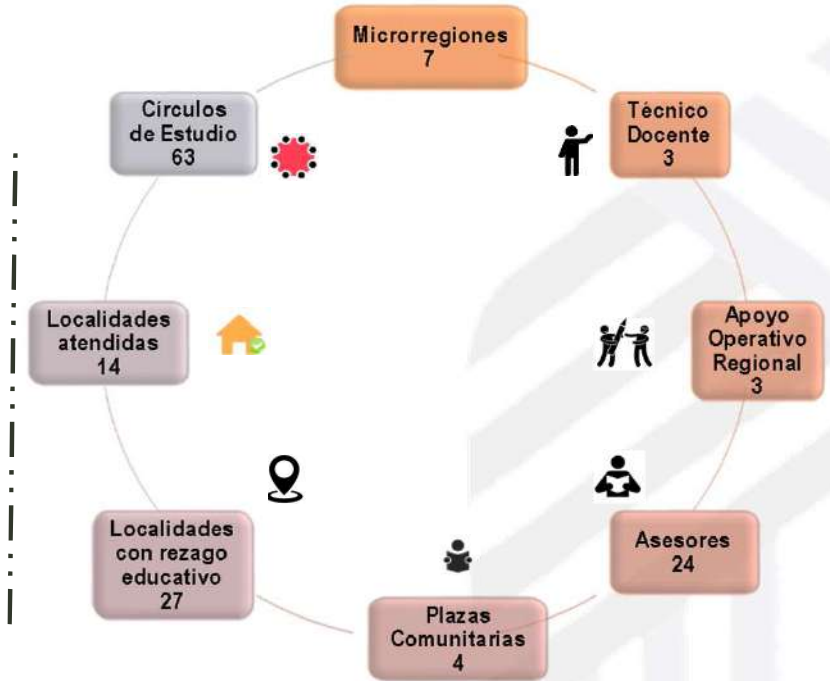 Microrregiones
7
Técnico
Docente
3
Apoyo
Operativo
Regional
3
Asesores
24
Plazas
Comunitarias
4
Localidades
con rezago
educativo
27
Localidades
atendidas
14
Círculos
de Estudio
63